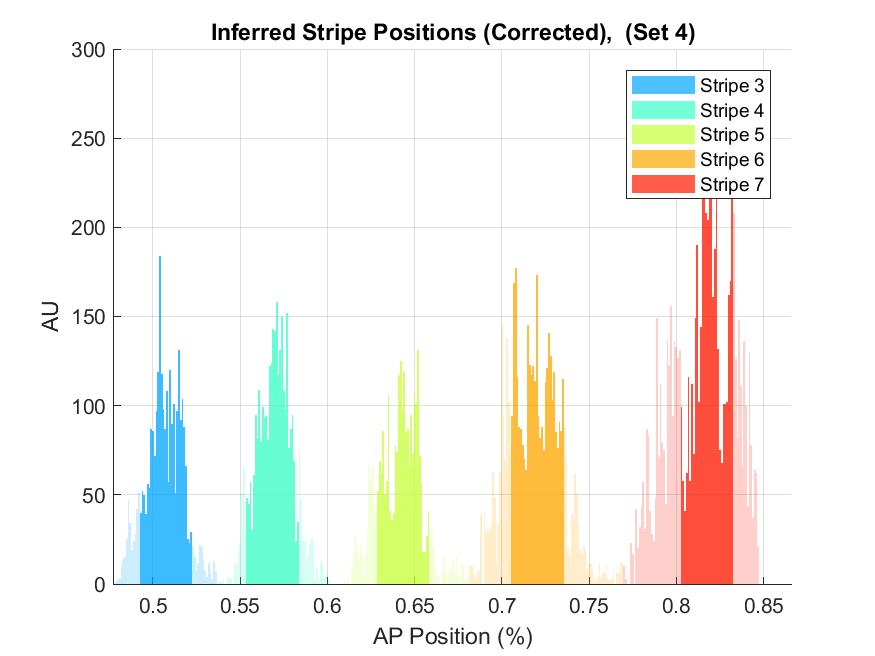 Inferred Stripe Positions (Corrected),  (Set 4)
300
250
200
150
100
50
0
AU
Stripe 3
Stripe 4
Stripe 5
Stripe 6
Stripe 7
0.5 0.55 0.6 0.65 0.7 0.75 0.8 0.85
AP Position (%)